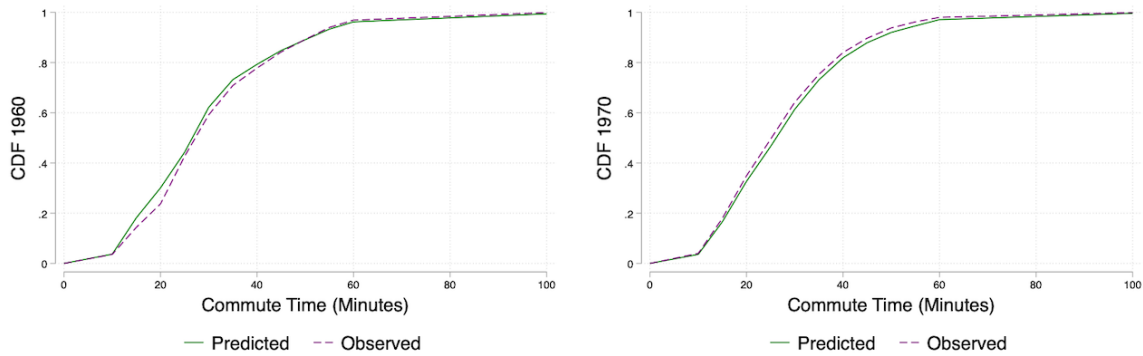 CDF 1960
1
.8
.6
.4
.2
0
0 20 40 60 80 100
Commute Time (Minutes)
Predicted Observed
CDF 1970
1
.8
.6
.4
.2
0
0 20 40 60 80 100
Commute Time (Minutes)
Predicted Observed